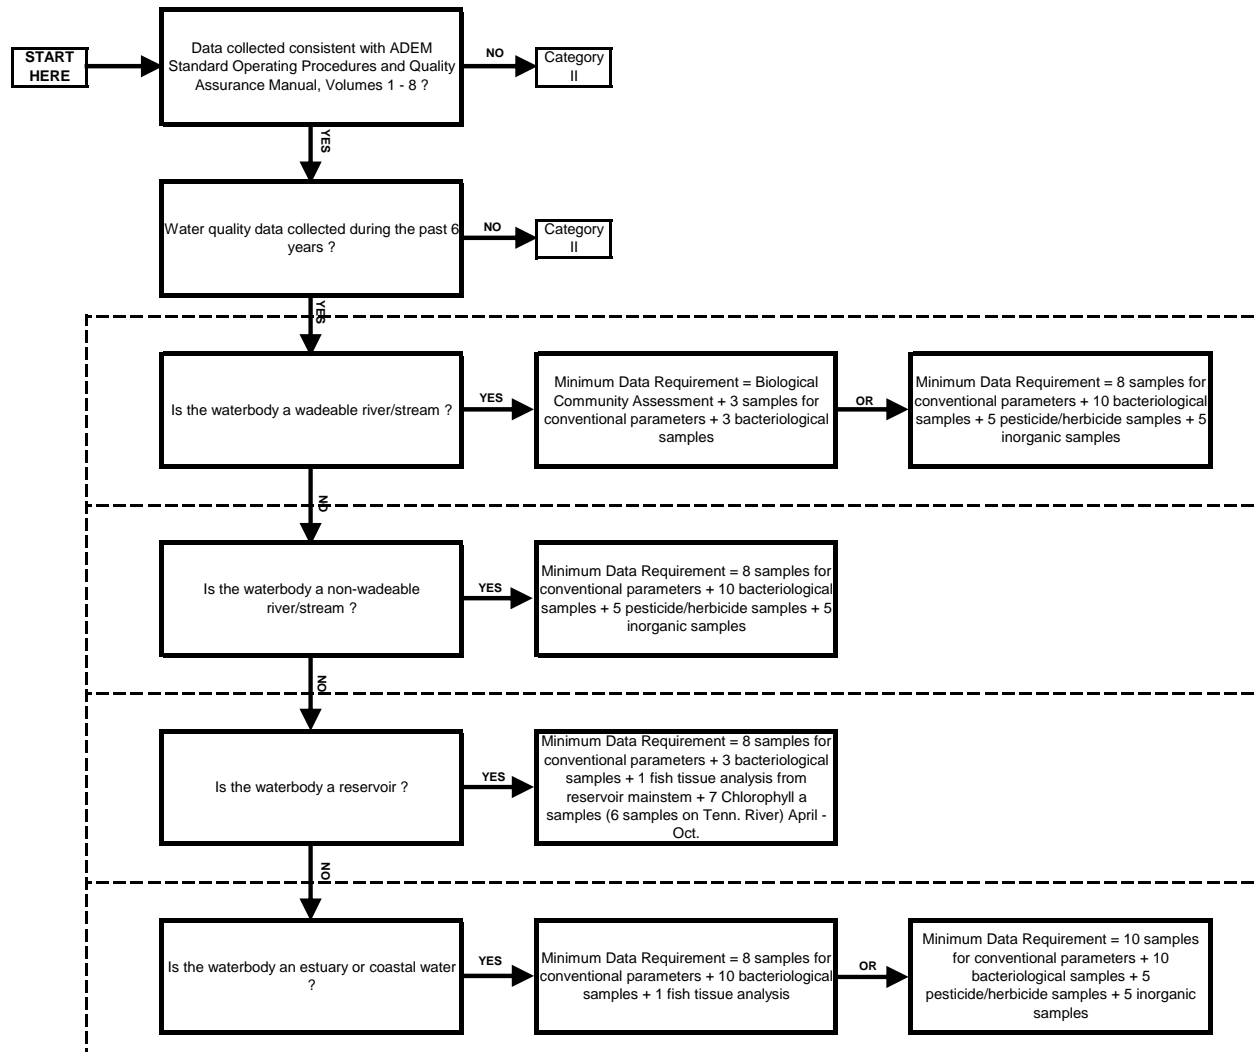 START
HERE
Data collected consistent with ADEM
Standard Operating Procedures and Quality
Assurance Manual, Volumes 1 - 8 ?
NO
Category
II
YES
Water quality data collected during the past 6
years ?
NO
Category
II
YES
Is the waterbody a wadeable river/stream ?
YES
Minimum Data Requirement = Biological
Community Assessment + 3 samples for
conventional parameters + 3 bacteriological
samples
OR
Minimum Data Requirement = 8 samples for
conventional parameters + 10 bacteriological
samples + 5 pesticide/herbicide samples + 5
inorganic samples
NO
Is the waterbody a non-wadeable
river/stream ?
YES
Minimum Data Requirement = 8 samples for
conventional parameters + 10 bacteriological
samples + 5 pesticide/herbicide samples + 5
inorganic samples
NO
Is the waterbody a reservoir ?
YES
Minimum Data Requirement = 8 samples for
conventional parameters + 3 bacteriological
samples + 1 fish tissue analysis from
reservoir mainstem + 7 Chlorophyll a
samples (6 samples on Tenn. River) April -
Oct.
NO
Is the waterbody an estuary or coastal water
?
YES
Minimum Data Requirement = 8 samples for
conventional parameters + 10 bacteriological
samples + 1 fish tissue analysis
OR
Minimum Data Requirement = 10 samples
for conventional parameters + 10
bacteriological samples + 5
pesticide/herbicide samples + 5 inorganic
samples